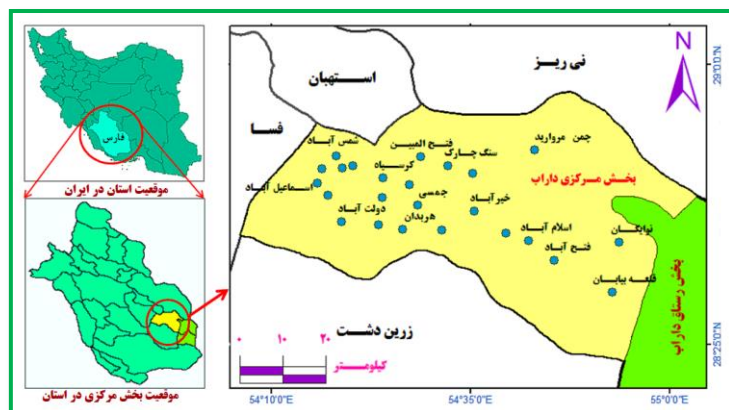 فارس
موقعیت استان در ایران
موقعیت بخش مرکزی در استان
N
نی ریز
استهبان
فسا
زرین دشت
بخش مرکزی داراب
بخش رستاق داراب
چمن مروارید
فتح المبین
شمس آباد
سنگ چارک
کرسیاه
اسماعیل آباد
جمسی
خیرآباد
دولت آباد
هربدان
اسلام آباد
نوایگان
فتح آباد
قلعه بیابان
۰ ۱۰ ۲۰
کیلومتر
29°0'0"N
28°25'0"N
54°10'0"E
54°35'0"E
55°0'0"E